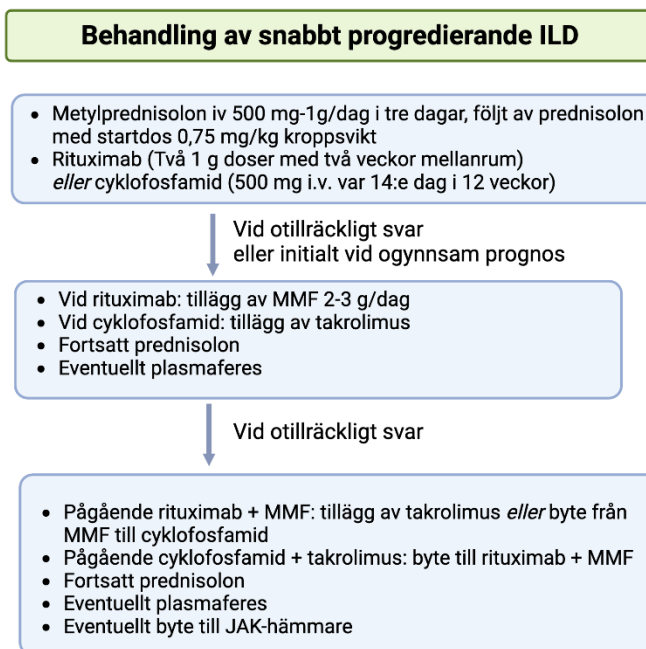 Behandling av snabbt progredierande ILD
• Metylprednisolon iv 500 mg-1g/dag i tre dagar, följt av prednisolon
med startdos 0,75 mg/kg kroppsvikt
• Rituximab (Två 1 g doser med två veckor mellanrum)
eller cyklofosfamid (500 mg i.v. var 14:e dag i 12 veckor)
Vid otillräckligt svar
eller initialt vid ogynnsam prognos
• Vid rituximab: tillägg av MMF 2-3 g/dag
• Vid cyklofosfamid: tillägg av takrolimus
• Fortsatt prednisolon
• Eventuellt plasmaferes
Vid otillräckligt svar
• Pågående rituximab + MMF: tillägg av takrolimus eller byte från
MMF till cyklofosfamid
• Pågående cyklofosfamid + takrolimus: byte till rituximab + MMF
• Fortsatt prednisolon
• Eventuellt plasmaferes
• Eventuellt byte till JAK-hämmare